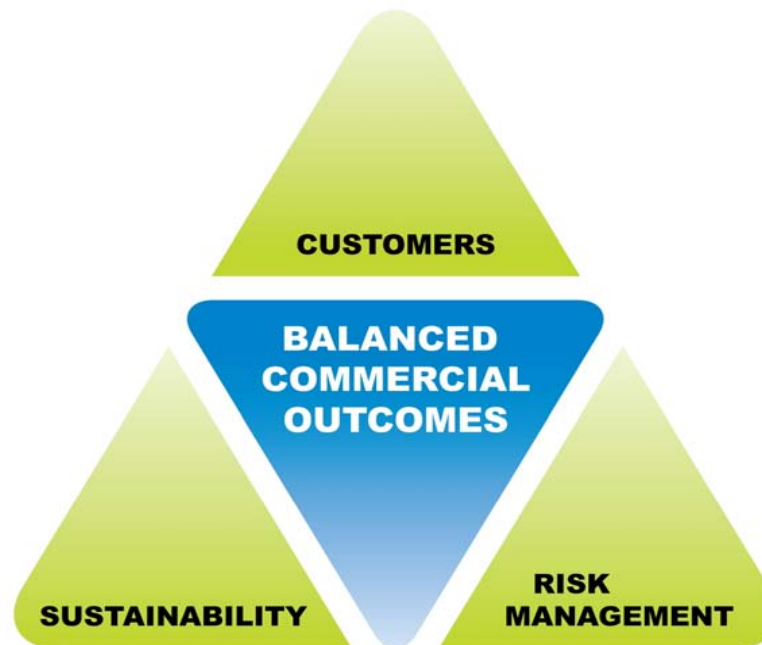 CUSTOMERS
BALANCED
COMMERCIAL
OUTCOMES
SUSTAINABILITY
RISK
MANAGEMENT